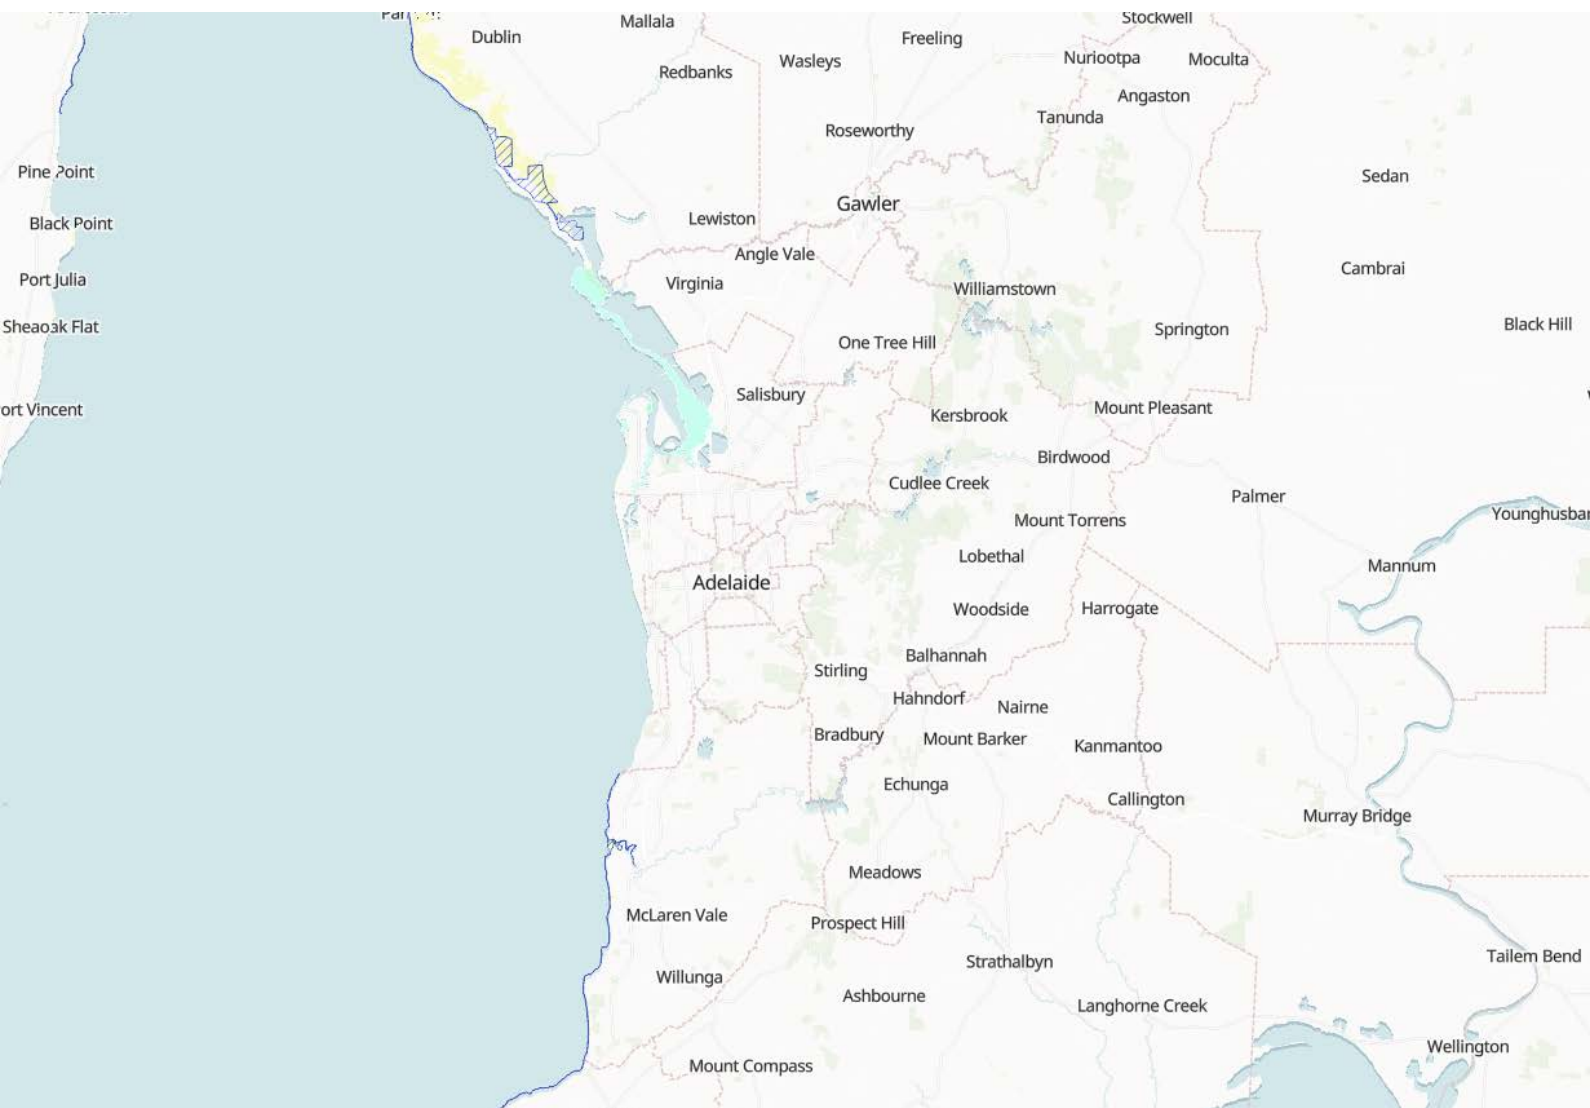 Mallala
Stockwell
Dublin
Freeling
Wasleys
Nuriootpa
Moculta
Redbanks
Angaston
Tanunda
Roseworthy
Pine Point
Sedan
Gawler
Lewiston
Black Point
Angle Vale
Cambrai
Port Julia
Virginia
Williamstown
Sheaoak Flat
Springton
Black Hill
One Tree Hill
Salisbury
ort Vincent
Kersbrook
Mount Pleasant
Birdwood
Cudlee Creek
Palmer
Mount Torrens
Younghusbar
Lobethal
Mannum
Adelaide
Woodside
Harrogate
Balhannah
Stirling
Hahndorf
Nairne
Bradbury
Mount Barker
Kanmantoo
Echunga
Callington
Murray Bridge
Meadows
McLaren Vale
Prospect Hill
Tailem Bend
Strathalbyn
Willunga
Ashbourne
Langhorne Creek
Wellington
Mount Compass